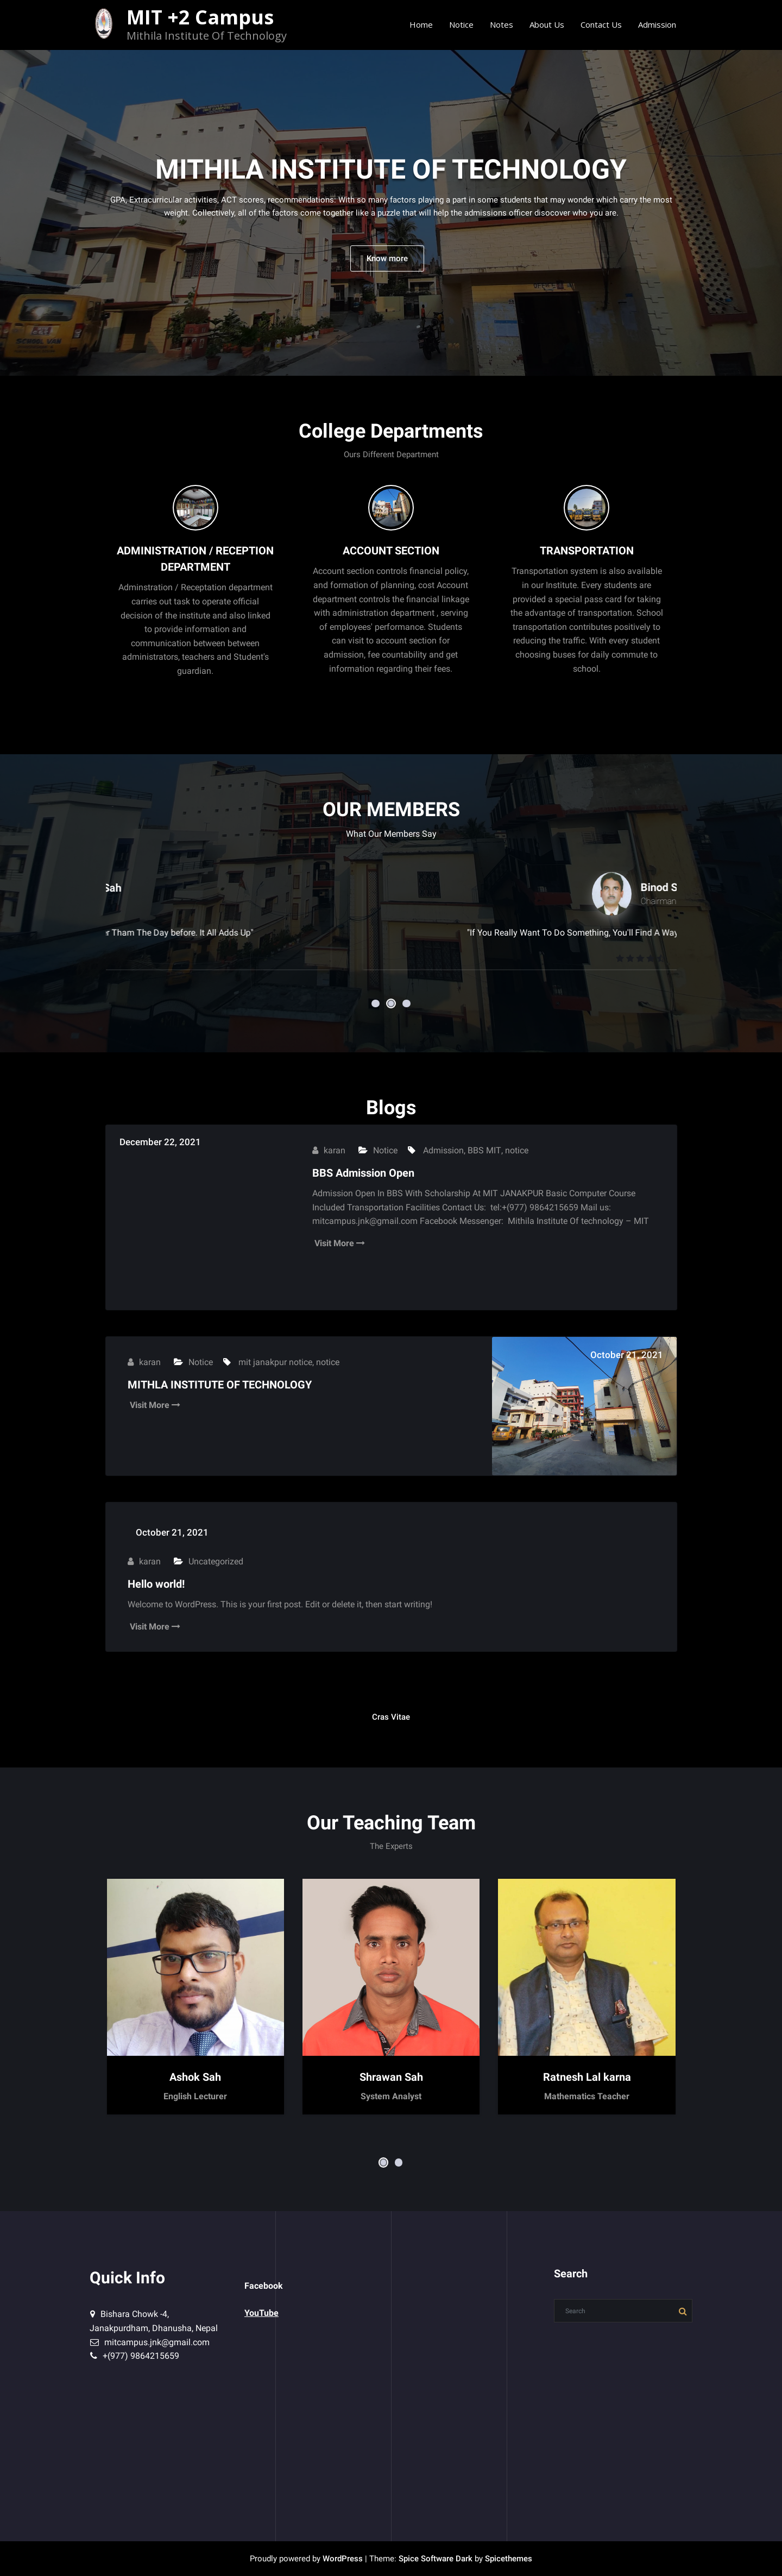 MIT +2 Campus
Mithila Institute Of Technology
Home Notice Notes About Us Contact Us Admission
MITHILA INSTITUTE OF TECHNOLOGY
GPA, Extracurricular activities, ACT scores, recommendations: With so many factors playing a part in some students that may wonder which carry the most
weight. Collectively, all of the factors come together like a puzzle that will help the admissions officer disocover who you are.
Know more
College Departments
Ours Different Department
ADMINISTRATION / RECEPTION
DEPARTMENT
Adminstration / Receptation department
carries out task to operate official
decision of the institute and also linked
to provide information and
communication between between
administrators, teachers and Student's
guardian.
ACCOUNT SECTION
Account section controls financial policy,
and formation of planning, cost Account
department controls the financial linkage
with administration department , serving
of employees' performance. Students
can visit to account section for
admission, fee countability and get
information regarding their fees.
TRANSPORTATION
Transportation system is also available
in our Institute. Every students are
provided a special pass card for taking
the advantage of transportation. School
transportation contributes positively to
reducing the traffic. With every student
choosing buses for daily commute to
school.
OUR MEMBERS
What Our Members Say
Sah
r Tham The Day before. It All Adds Up"
Binod S
Chairman
"If You Really Want To Do Something, You'll Find A Way
Blogs
December 22, 2021
karan Notice Admission, BBS MIT, notice
BBS Admission Open
Admission Open In BBS With Scholarship At MIT JANAKPUR Basic Computer Course
Included Transportation Facilities Contact Us: tel:+(977) 9864215659 Mail us:
mitcampus.jnk@gmail.com Facebook Messenger: Mithila Institute Of technology – MIT
Visit More
karan Notice mit janakpur notice, notice
MITHLA INSTITUTE OF TECHNOLOGY
Visit More
October 21, 2021
October 21, 2021
karan Uncategorized
Hello world!
Welcome to WordPress. This is your first post. Edit or delete it, then start writing!
Visit More
Cras Vitae
Our Teaching Team
The Experts
Ashok Sah
English Lecturer
Shrawan Sah
System Analyst
Ratnesh Lal karna
Mathematics Teacher
Quick Info
Bishara Chowk -4,
Janakpurdham, Dhanusha, Nepal
mitcampus.jnk@gmail.com
+(977) 9864215659
Facebook
YouTube
Search
Search
Proudly powered by WordPress | Theme: Spice Software Dark by Spicethemes